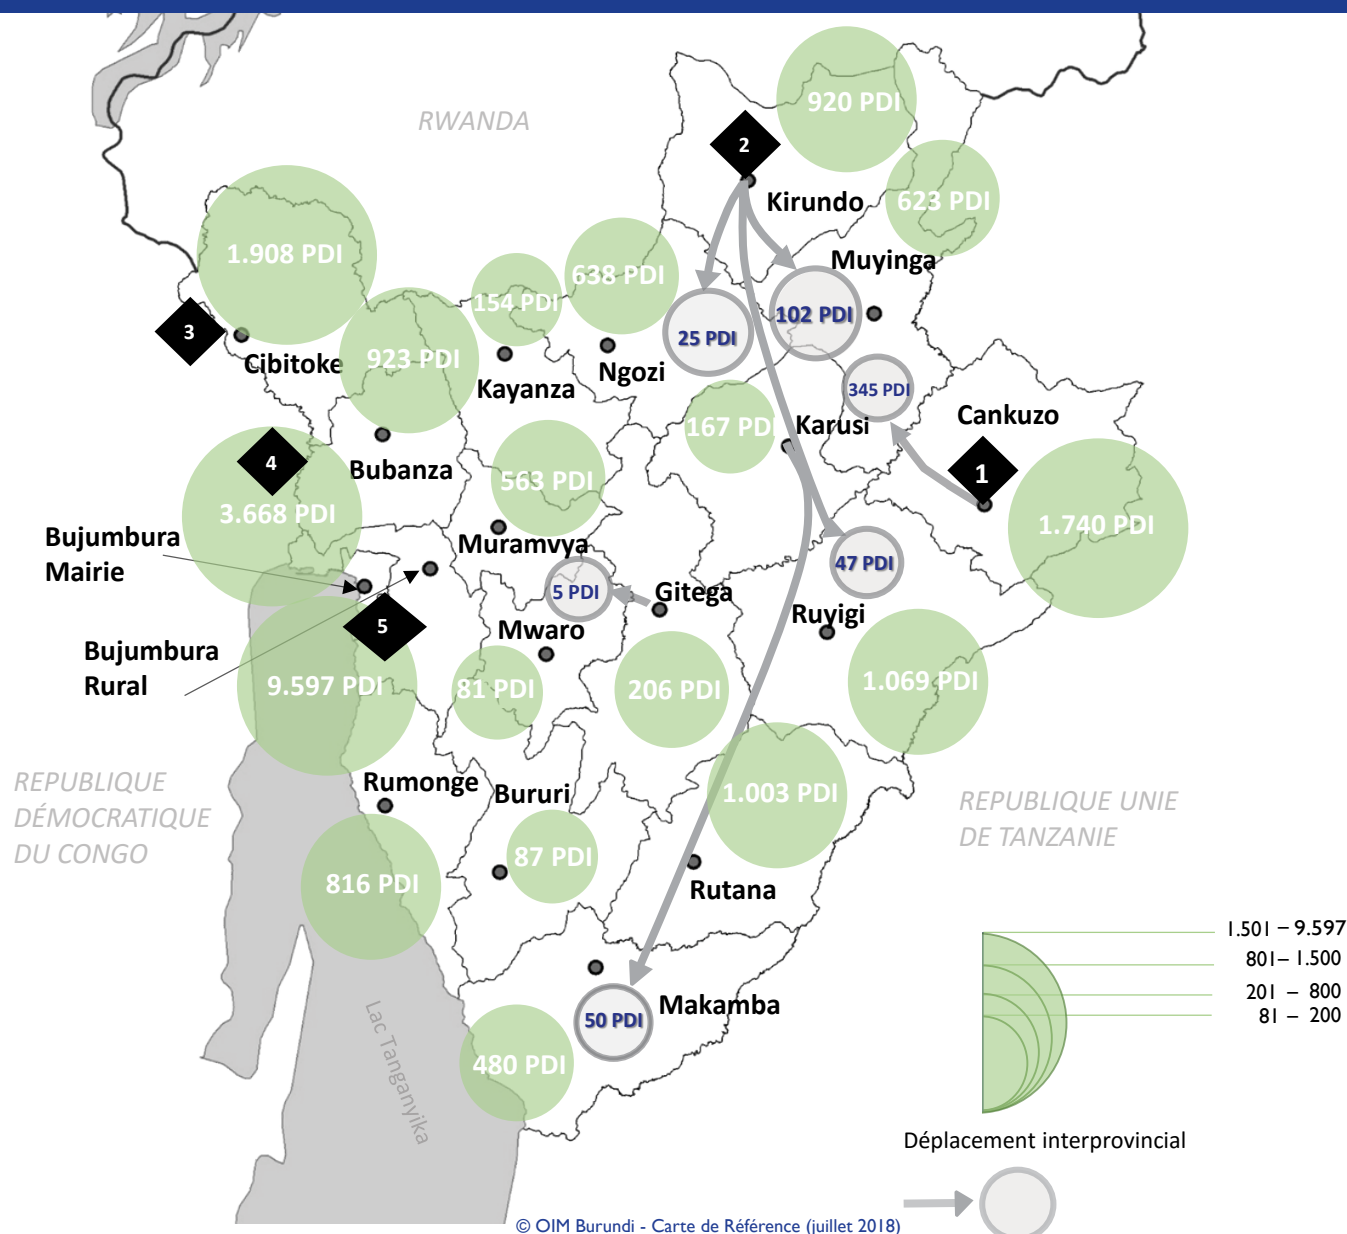 RWANDA
920 PDI
2
Kirundo
623 PDI
1.908 PDI
Muyinga
638 PDI
154 PDI
3
Cibitoke
923 PDI
Kayanza
Ngozi
25 PDI
102 PDI
345 PDI
Cankuzo
167 PDI
Karusi
4
Bubanza
563 PDI
1
3.668 PDI
1.740 PDI
Bujumbura
Mairie
Muramvya
47 PDI
5 PDI
Gitega
Ruyigi
5
Mwaro
Bujumbura
Rural
9.597 PDI
81 PDI
206 PDI
1.069 PDI
REPUBLIQUE
DÉMOCRATIQUE
DU CONGO
Rumonge
Bururi
1.003 PDI
REPUBLIQUE UNIE
DE TANZANIE
816 PDI
87 PDI
Rutana
1.501 – 9.597
801– 1.500
201 – 800
81 – 200
Makamba
50 PDI
480 PDI
Lac Tanganyika
Déplacement interprovincial
© OIM Burundi - Carte de Référence (juillet 2018)